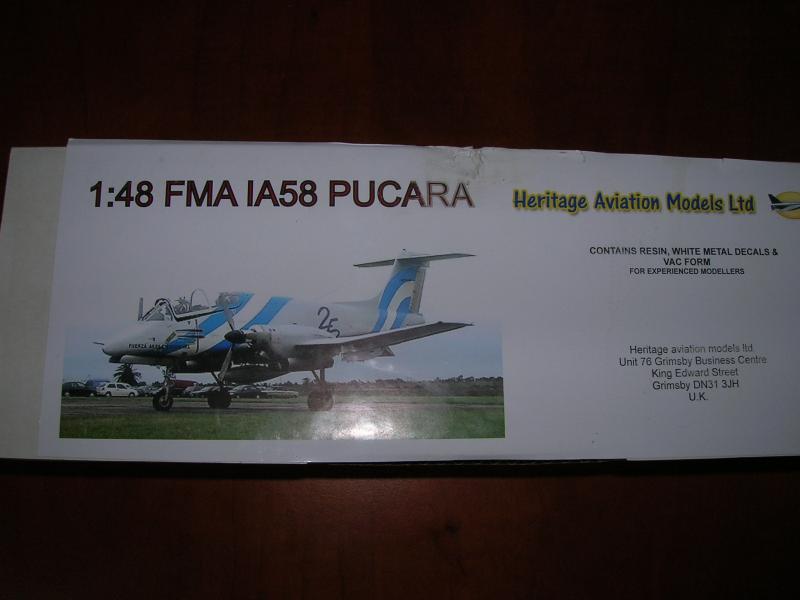 1:48 FMA IA58 PUCARA
Heritage Aviation Models Ltd
CONTAINS RESIN, WHITE METAL DECALS &
VAC FORM
FOR EXPERIENCED MODELLERS
Heritage aviation models ltd
Unit 76 Grimsby Business Centre
King Edward Street
Grimsby DN31 3JH
U.K.
FUERZA